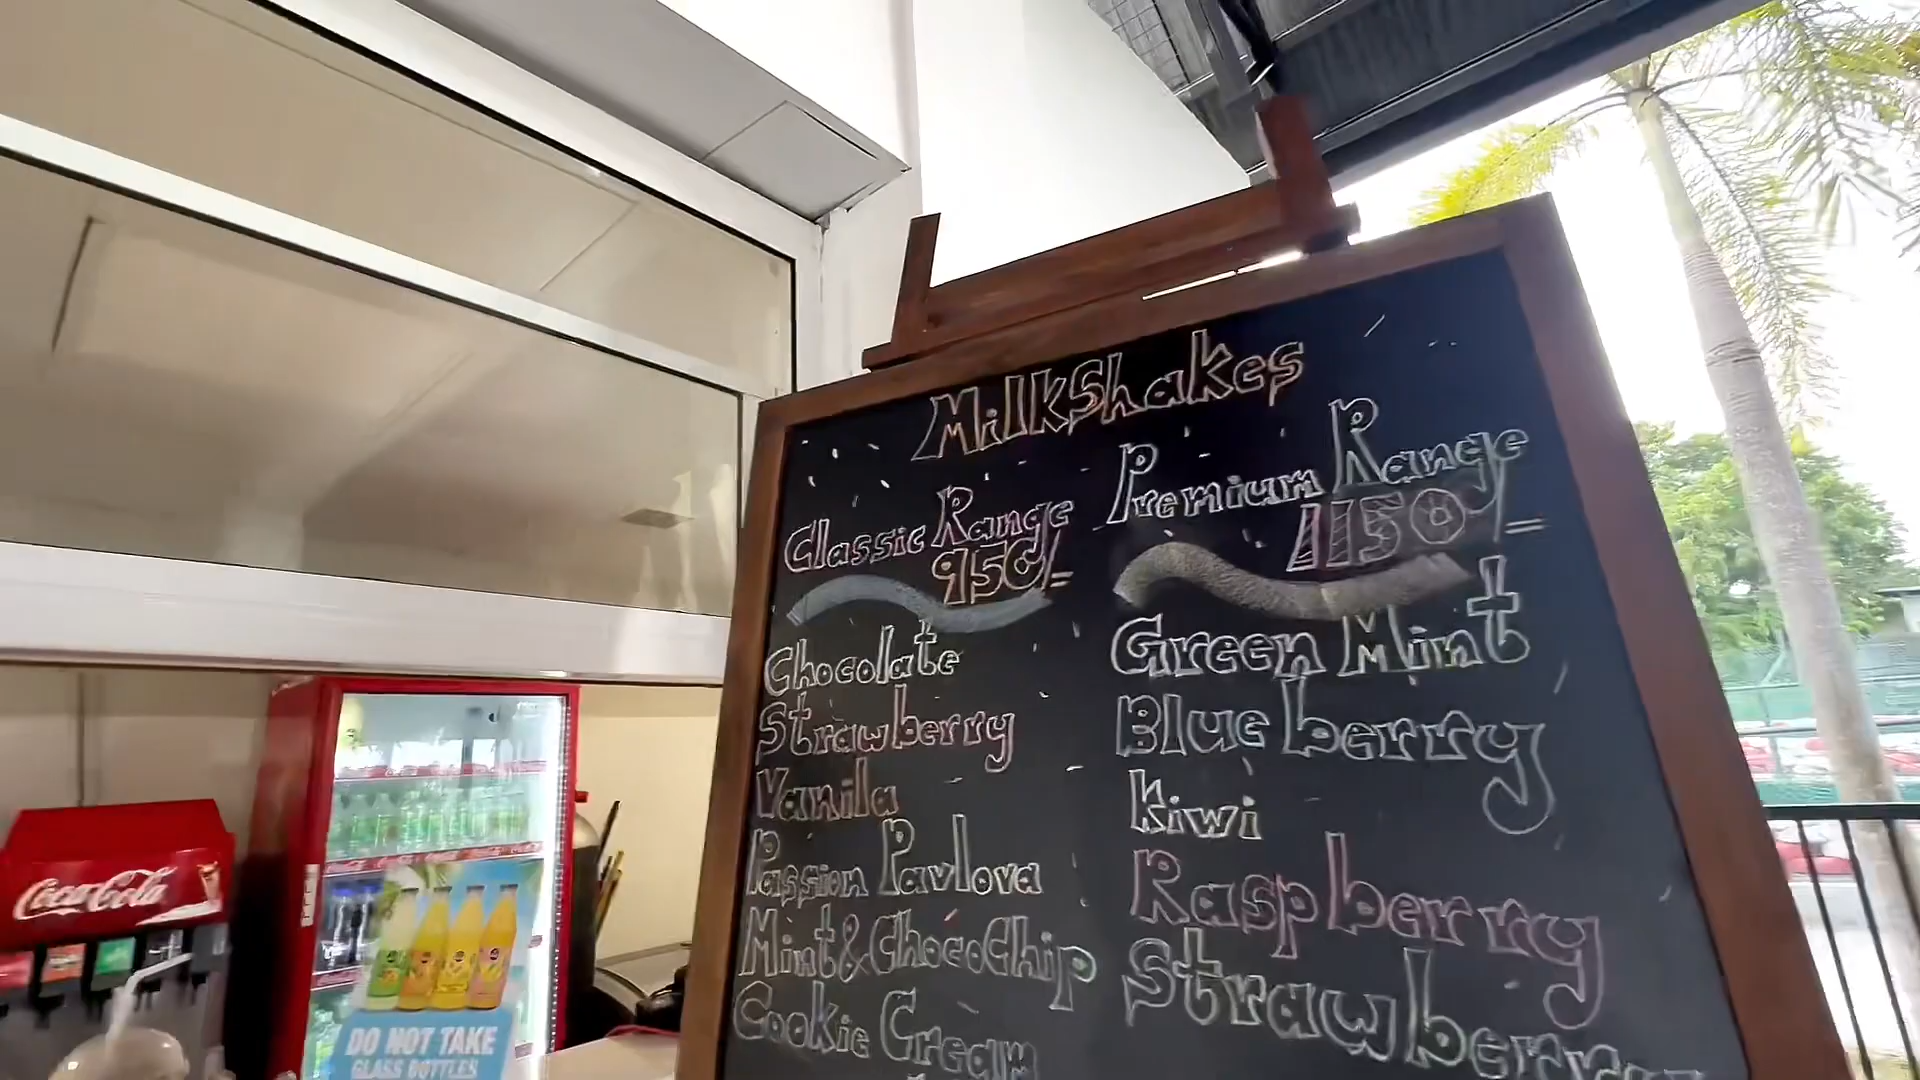 MilkShakes
Classic Range
950/=
Chocolate
Strawberry
Vanila
Passion Pavlova
Mint & ChocoChip
Cookie Cream
Premium Range
1150/=
Green Mint
Blue berry
Kiwi
Raspberry
Strawberry
Coca-Cola
DO NOT TAKE
GLASS BOTTLES